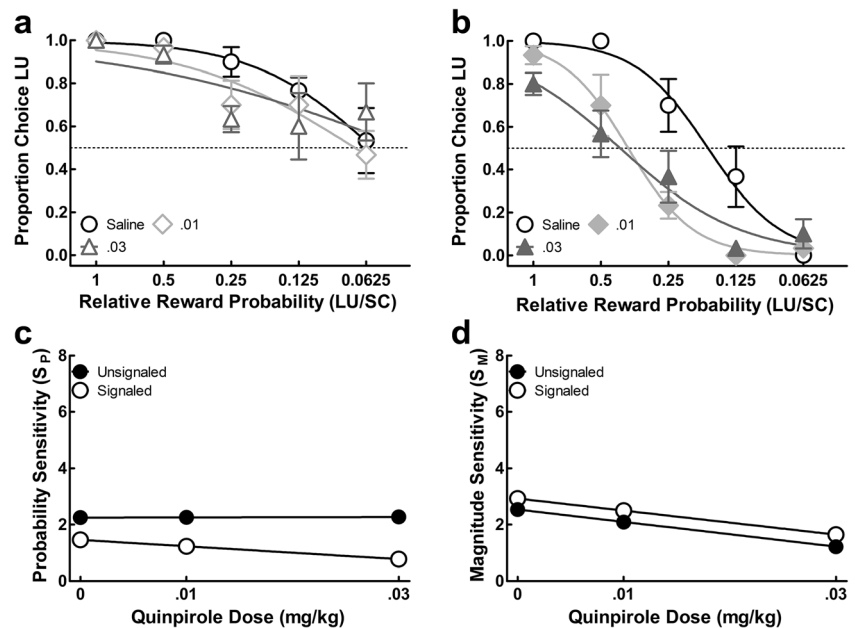 a
Proportion Choice LU
1.0
0.8
0.6
0.4
0.2
0.0
Saline
.01
.03
1
0.5
0.25
0.125
0.0625
Relative Reward Probability (LU/SC)
b
Proportion Choice LU
1.0
0.8
0.6
0.4
0.2
0.0
Saline
.01
.03
1
0.5
0.25
0.125
0.0625
Relative Reward Probability (LU/SC)
c
Probability Sensitivity (S P)
8
6
4
2
0
Unsignaled
Signaled
0
.01
.03
Quinpirole Dose (mg/kg)
d
Magnitude Sensitivity (S M)
8
6
4
2
0
Unsignaled
Signaled
0
.01
.03
Quinpirole Dose (mg/kg)